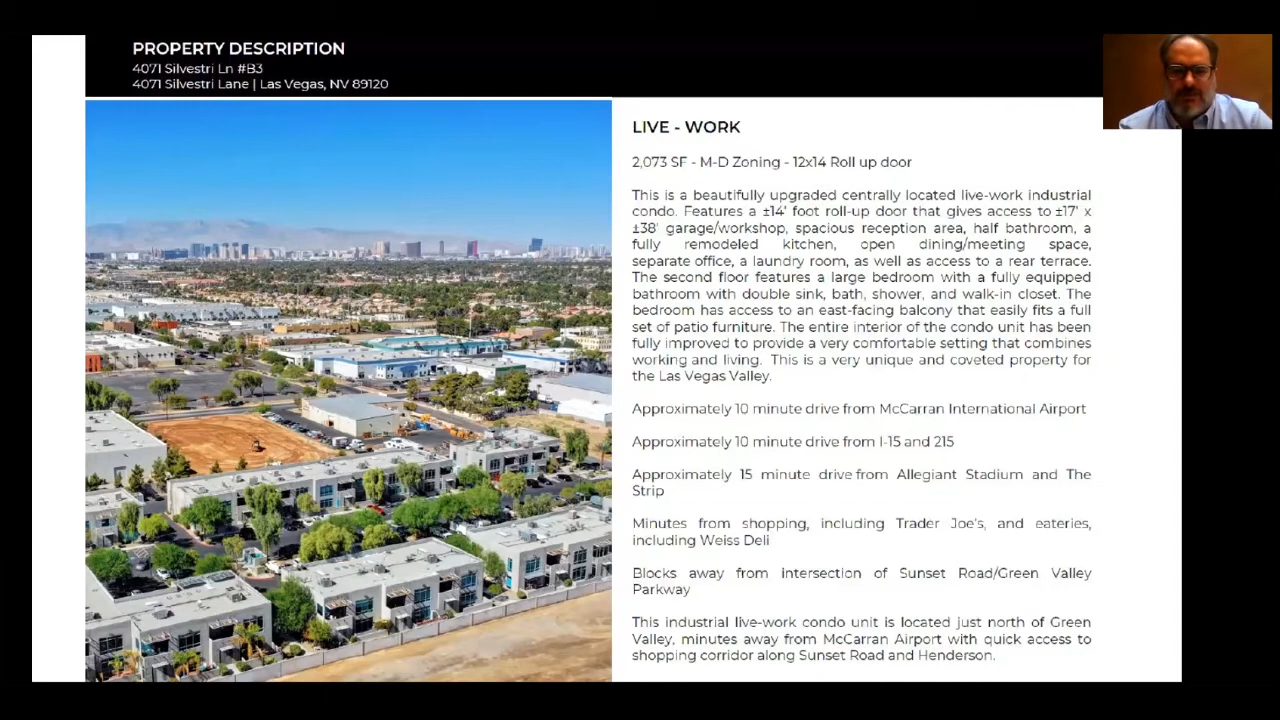 PROPERTY DESCRIPTION
4071 Silvestri Ln #B3
4071 Silvestri Lane | Las Vegas, NV 89120
LIVE - WORK
2,073 SF - M-D Zoning - 12x14 Roll up door
This is a beautifully upgraded centrally located live-work industrial
condo. Features a ±14' foot roll-up door that gives access to ±17' x
±38' garage/workshop, spacious reception area, half bathroom, a
fully remodeled kitchen, open dining/meeting space,
separate office, a laundry room, as well as access to a rear terrace.
The second floor features a large bedroom with a fully equipped
bathroom with double sink, bath, shower, and walk-in closet. The
bedroom has access to an east-facing balcony that easily fits a full
set of patio furniture. The entire interior of the condo unit has been
fully improved to provide a very comfortable setting that combines
working and living. This is a very unique and coveted property for
the Las Vegas Valley.
Approximately 10 minute drive from McCarran International Airport
Approximately 10 minute drive from I-15 and 215
Approximately 15 minute drive from Allegiant Stadium and The
Strip
Minutes from shopping, including Trader Joe's, and eateries,
including Weiss Deli
Blocks away from intersection of Sunset Road/Green Valley
Parkway
This industrial live-work condo unit is located just north of Green
Valley, minutes away from McCarran Airport with quick access to
shopping corridor along Sunset Road and Henderson.